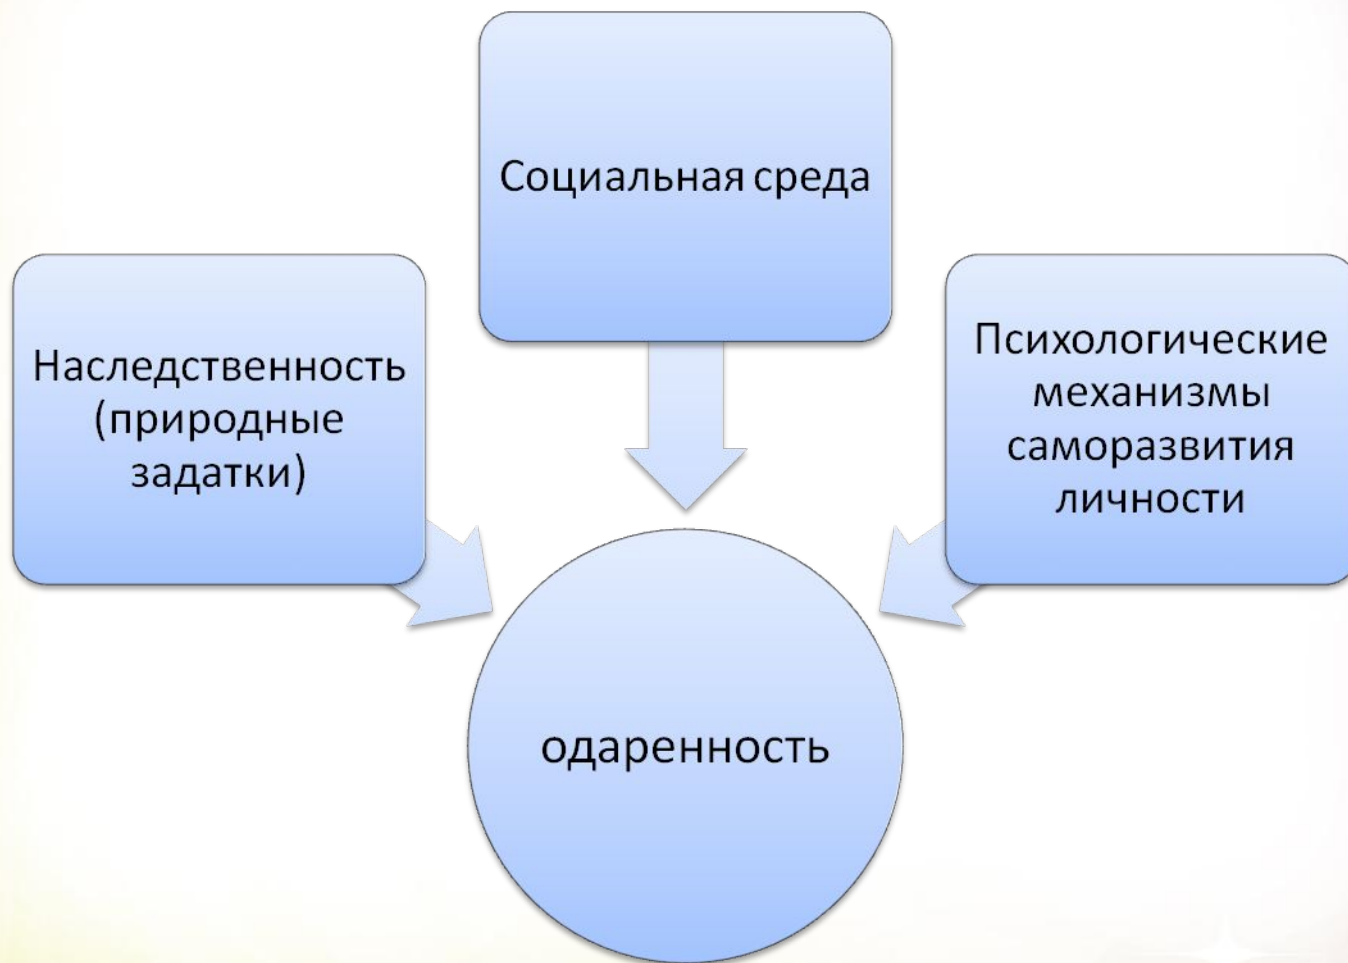 Социальная среда
Наследственность
(природные
задатки)
Психологические
механизмы
саморазвития
личности
одаренность